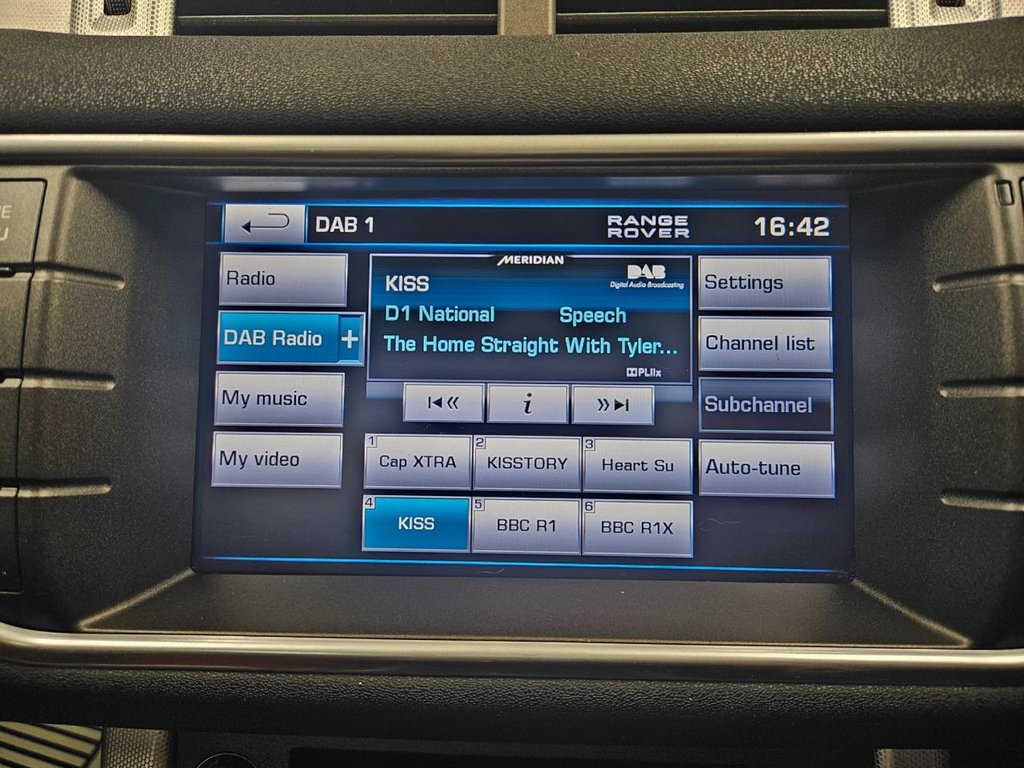 DAB 1
RANGE
ROVER
16:42
Radio
DAB Radio +
My music
My video
MERIDIAN
KISS
DAB
Digital Audio Broadcasting
D1 National Speech
The Home Straight With Tyler...
PLIIx
i
Settings
Channel list
Subchannel
Auto-tune
1 Cap XTRA
2 KISSTORY
3 Heart Su
4 KISS
5 BBC R1
6 BBC R1X